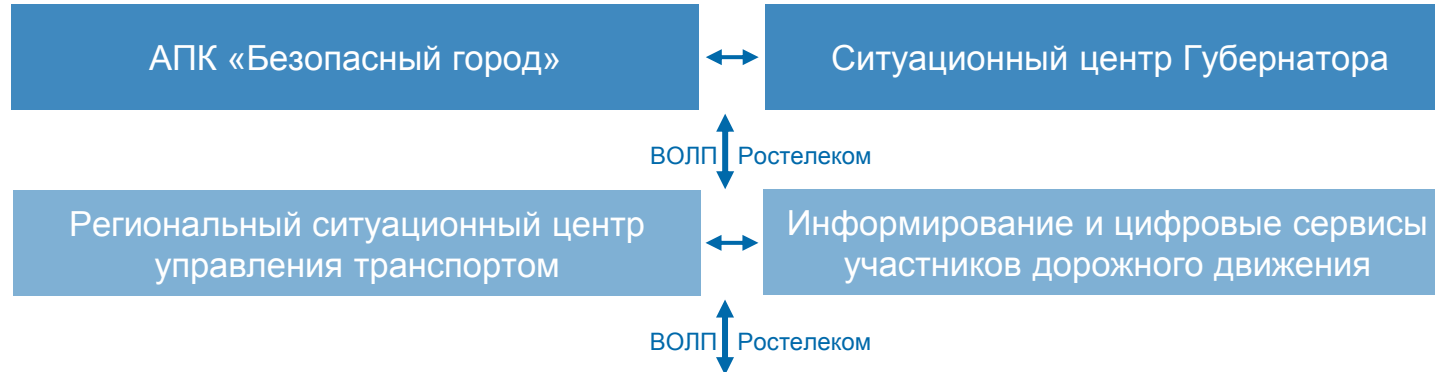 АПК «Безопасный город»
Ситуационный центр Губернатора
ВОЛП Ростелеком
Региональный ситуационный центр
управления транспортом
Информирование и цифровые сервисы
участников дорожного движения
ВОЛП Ростелеком